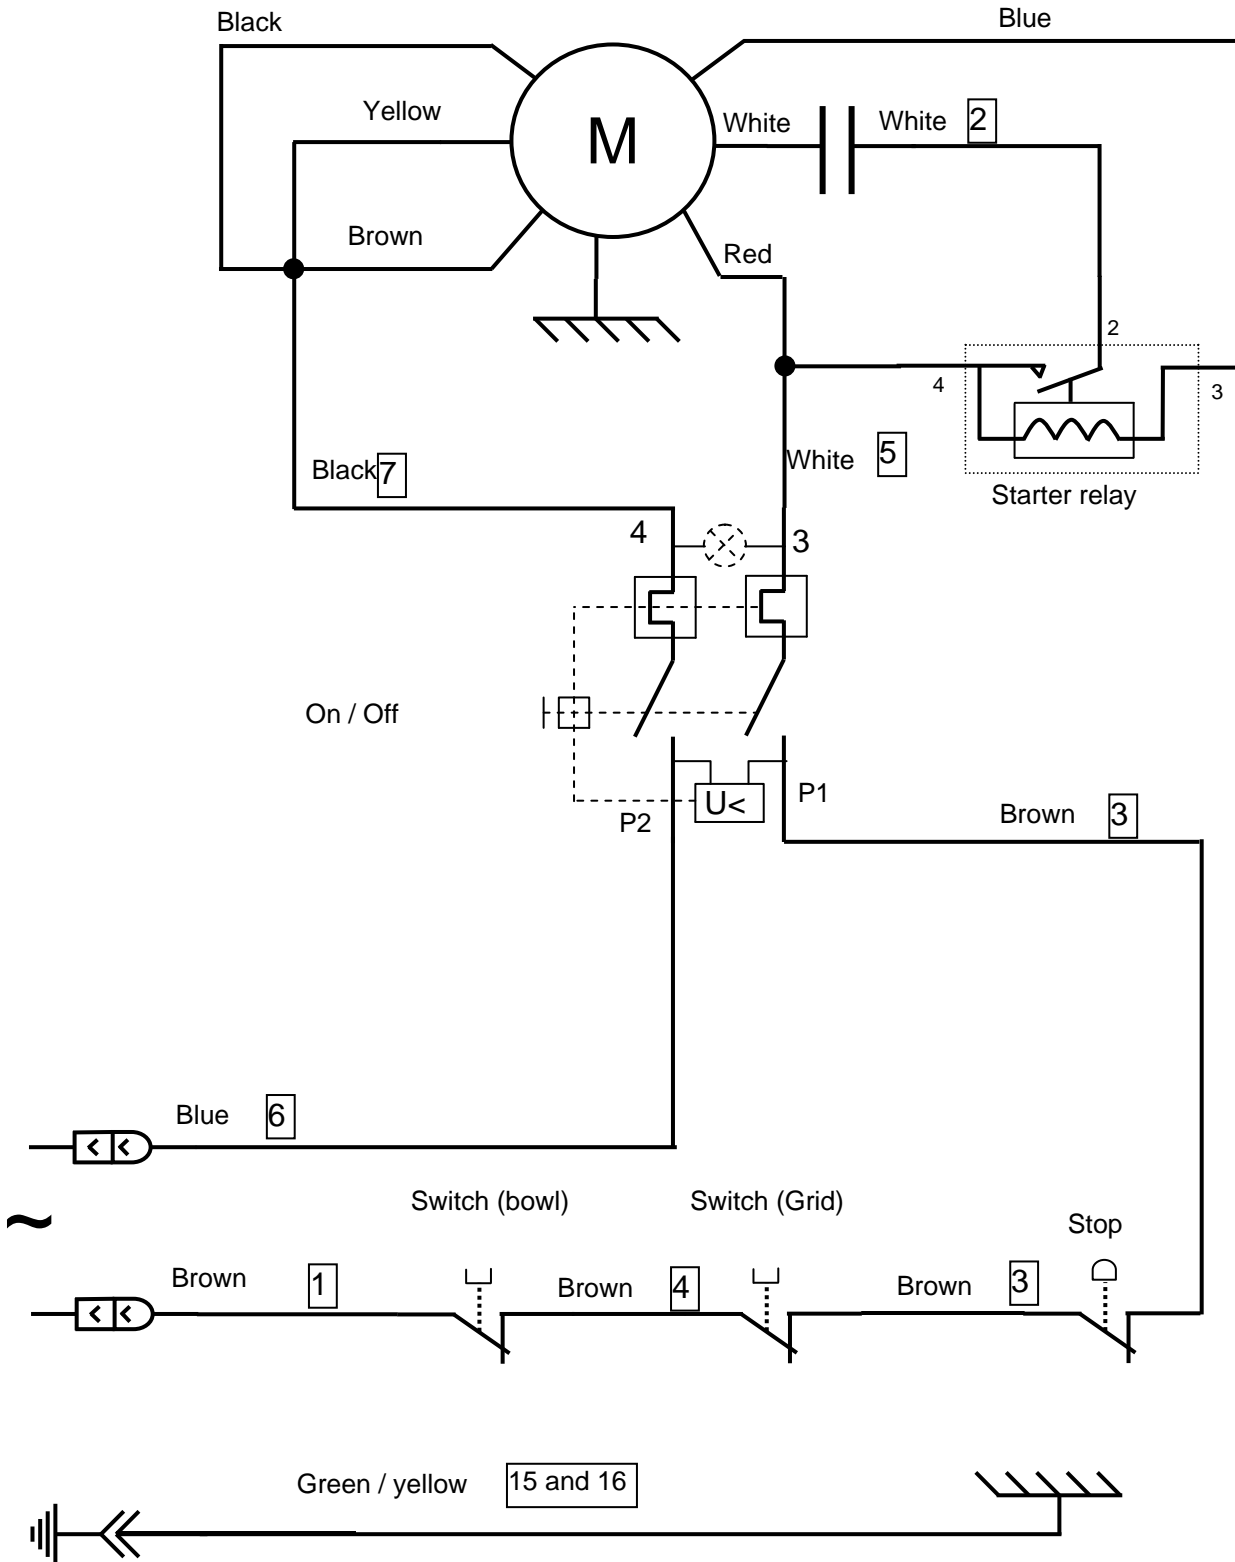 Black
Blue
Yellow
M
White
White 2
Brown
Red
2
4
3
Black 7
White 5
Starter relay
4
3
On / Off
U<
P1
P2
Brown 3
Blue 6
Switch (bowl)
Switch (Grid)
Stop
~
Brown 1
Brown 4
Brown 3
Green / yellow 15 and 16